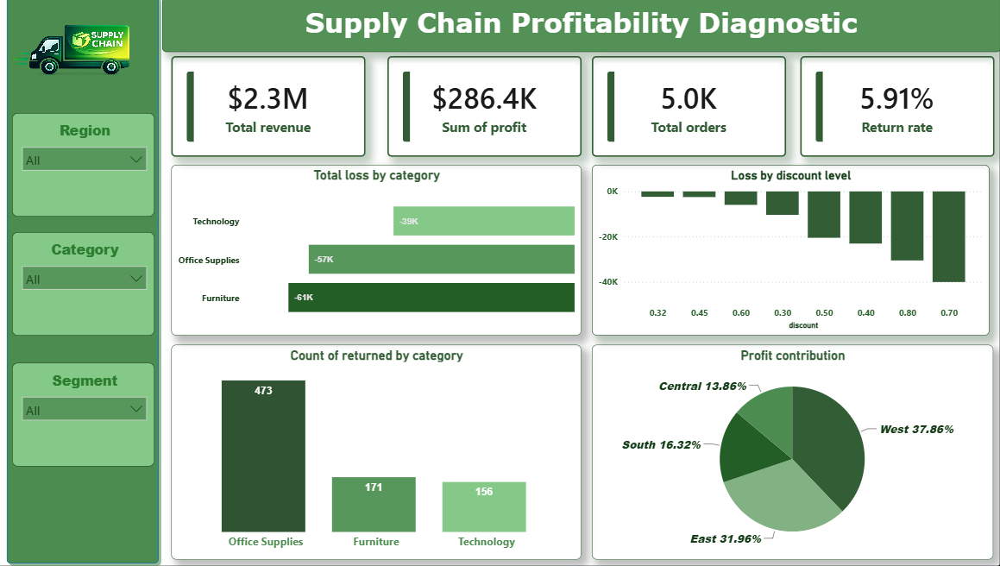 SUPPLY
CHAIN
Supply Chain Profitability Diagnostic
Region
All
Category
All
Segment
All
$2.3M
Total revenue
$286.4K
Sum of profit
5.0K
Total orders
5.91%
Return rate
Total loss by category
Technology
-39K
Office Supplies
-57K
Furniture
-61K
Loss by discount level
0K
-20K
-40K
0.32 0.45 0.60 0.30 0.50 0.40 0.80 0.70
discount
Count of returned by category
473
171
156
Office Supplies Furniture Technology
Profit contribution
Central 13.86%
West 37.86%
South 16.32%
East 31.96%